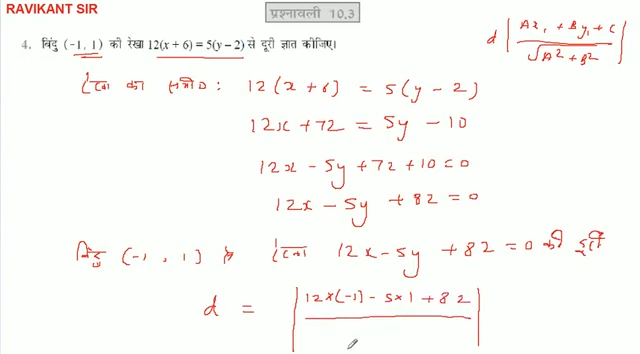 RAVIKANT SIR
प्रश्नावली 10.3
4. बिंदु (-1, 1) की रेखा 12(x + 6) = 5(y – 2) से दूरी ज्ञात कीजिए।
d | Ax₁ + By₁ + C / √A² + B² |
रेखा का समी० : 12(x + 6) = 5(y - 2)
12x + 72 = 5y - 10
12x - 5y + 72 + 10 = 0
12x - 5y + 82 = 0
बिंदु (-1, 1) से रेखा 12x - 5y + 82 = 0 की दूरी
d = | 12×(-1) - 5×1 + 82 |